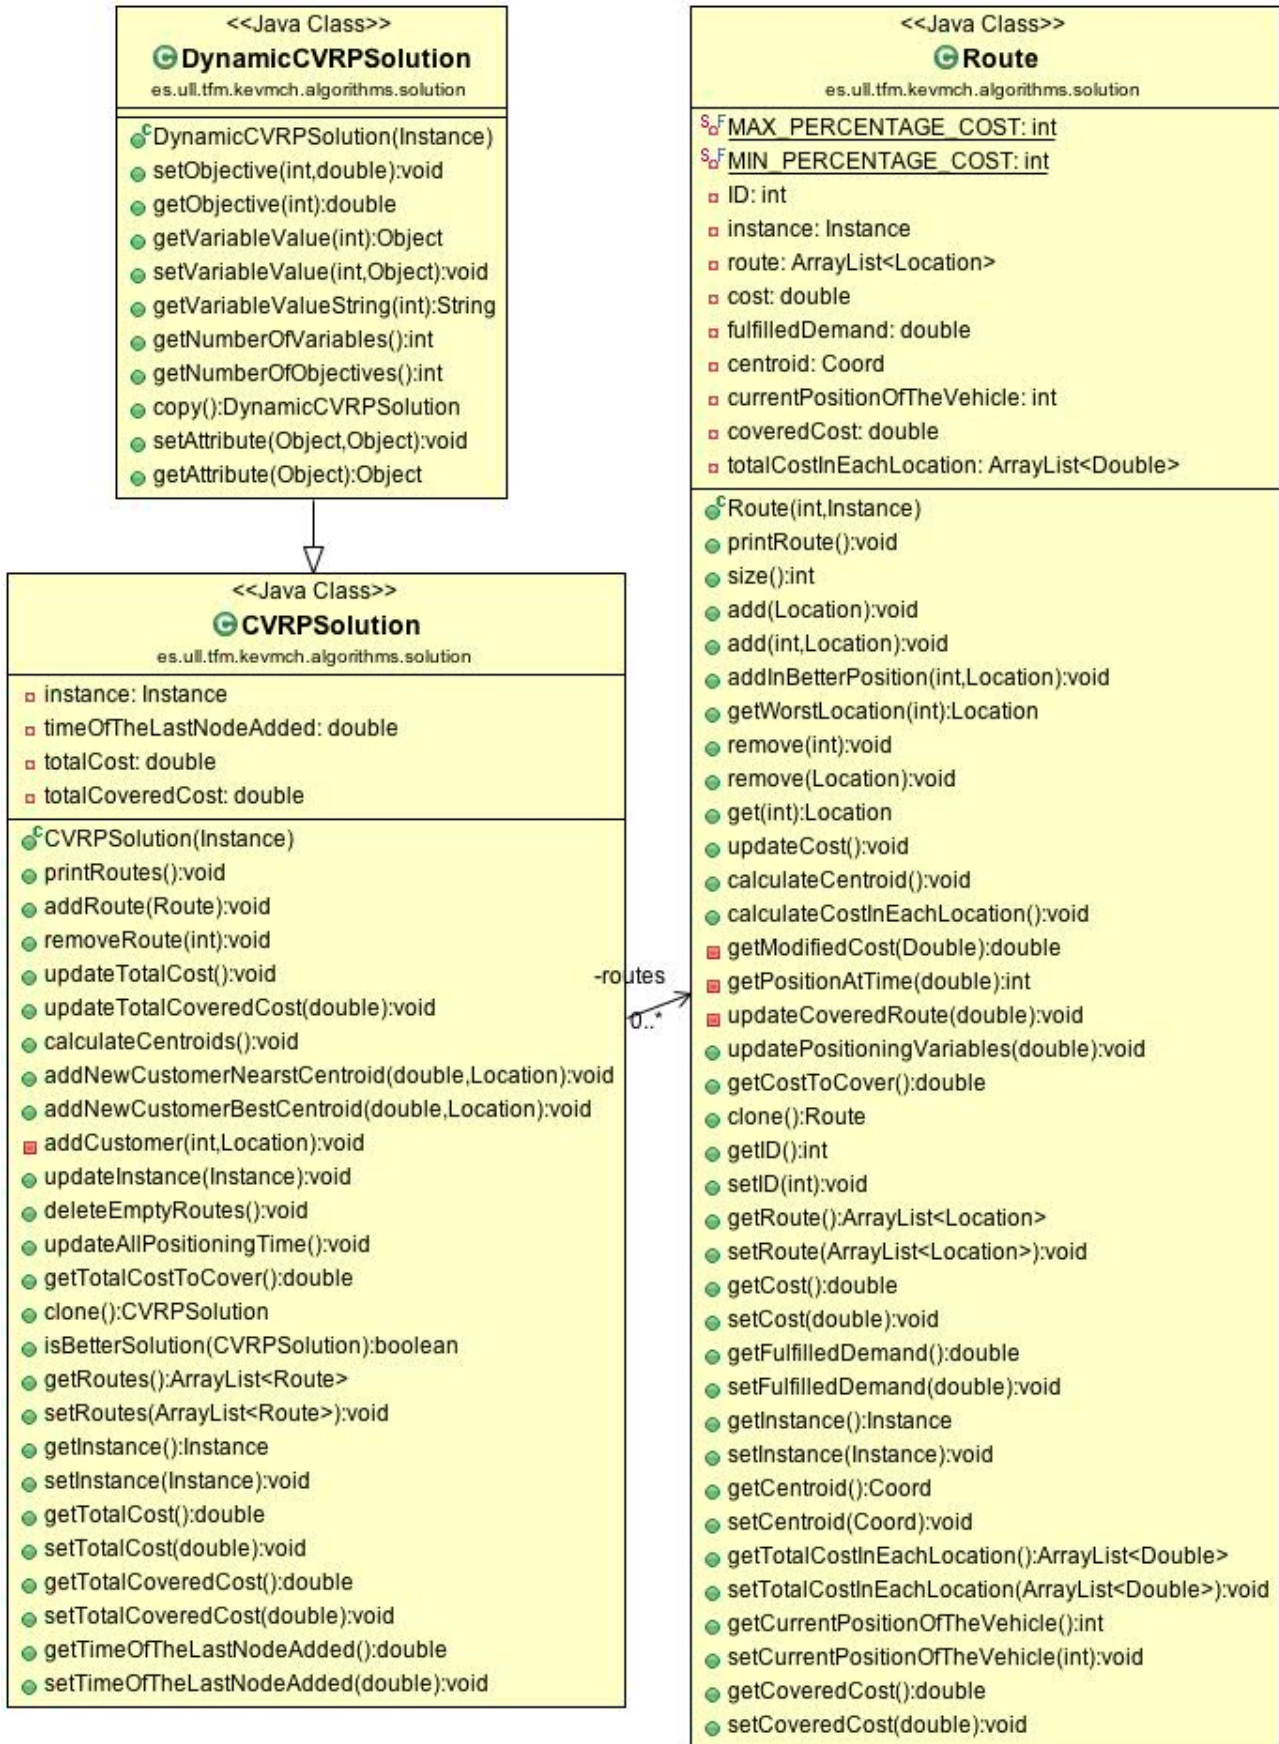 <<Java Class>>
DynamicCVRPSolution
es.ull.tfm.kevmch.algorithms.solution
DynamicCVRPSolution(Instance)
setObjective(int,double):void
getObjective(int):double
getVariableValue(int):Object
setVariableValue(int,Object):void
getVariableValueString(int):String
getNumberOfVariables():int
getNumberOfObjectives():int
copy():DynamicCVRPSolution
setAttribute(Object,Object):void
getAttribute(Object):Object
<<Java Class>>
CVRPSolution
es.ull.tfm.kevmch.algorithms.solution
instance: Instance
timeOfTheLastNodeAdded: double
totalCost: double
totalCoveredCost: double
CVRPSolution(Instance)
printRoutes():void
addRoute(Route):void
removeRoute(int):void
updateTotalCost():void
updateTotalCoveredCost(double):void
calculateCentroids():void
addNewCustomerNearstCentroid(double,Location):void
addNewCustomerBestCentroid(double,Location):void
addCustomer(int,Location):void
updateInstance(Instance):void
deleteEmptyRoutes():void
updateAllPositioningTime():void
getTotalCostToCover():double
clone():CVRPSolution
isBetterSolution(CVRPSolution):boolean
getRoutes():ArrayList<Route>
setRoutes(ArrayList<Route>):void
getInstance():Instance
setInstance(Instance):void
getTotalCost():double
setTotalCost(double):void
getTotalCoveredCost():double
setTotalCoveredCost(double):void
getTimeOfTheLastNodeAdded():double
setTimeOfTheLastNodeAdded(double):void
-routes
0..*
<<Java Class>>
Route
es.ull.tfm.kevmch.algorithms.solution
MAX_PERCENTAGE_COST: int
MIN_PERCENTAGE_COST: int
ID: int
instance: Instance
route: ArrayList<Location>
cost: double
fulfilledDemand: double
centroid: Coord
currentPositionOfTheVehicle: int
coveredCost: double
totalCostInEachLocation: ArrayList<Double>
Route(int,Instance)
printRoute():void
size():int
add(Location):void
add(int,Location):void
addInBetterPosition(int,Location):void
getWorstLocation(int):Location
remove(int):void
remove(Location):void
get(int):Location
updateCost():void
calculateCentroid():void
calculateCostInEachLocation():void
getModifiedCost(Double):double
getPositionAtTime(double):int
updateCoveredRoute(double):void
updatePositioningVariables(double):void
getCostToCover():double
clone():Route
getID():int
setID(int):void
getRoute():ArrayList<Location>
setRoute(ArrayList<Location>):void
getCost():double
setCost(double):void
getFulfilledDemand():double
setFulfilledDemand(double):void
getInstance():Instance
setInstance(Instance):void
getCentroid():Coord
setCentroid(Coord):void
getTotalCostInEachLocation():ArrayList<Double>
setTotalCostInEachLocation(ArrayList<Double>):void
getCurrentPositionOfTheVehicle():int
setCurrentPositionOfTheVehicle(int):void
getCoveredCost():double
setCoveredCost(double):void